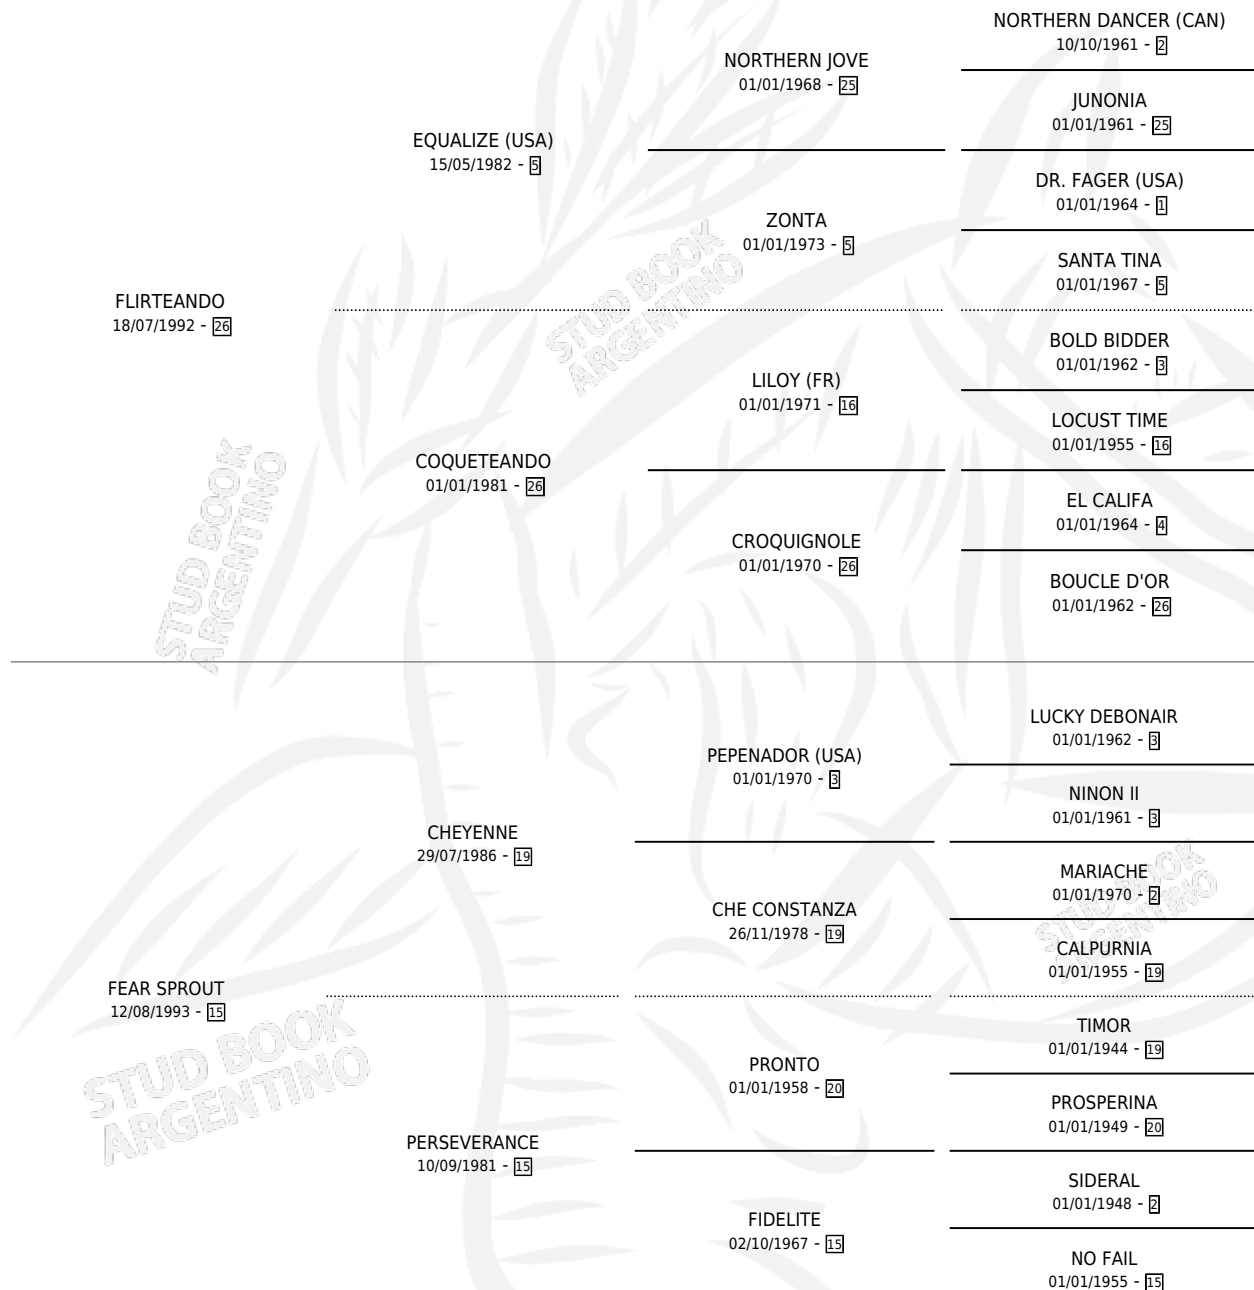 NORTHERN DANCER (CAN)
10/10/1961 - 2
NORTHERN JOVE
01/01/1968 - 25
JUNONIA
01/01/1961 - 25
EQUALIZE (USA)
15/05/1982 - 5
DR. FAGER (USA)
01/01/1964 - 1
ZONTA
01/01/1973 - 5
SANTA TINA
01/01/1967 - 5
FLIRTEANDO
18/07/1992 - 26
STUD BOOK
ARGENTINO
BOLD BIDDER
01/01/1962 - 3
LILOY (FR)
01/01/1971 - 16
LOCUST TIME
01/01/1955 - 16
COQUETEANDO
01/01/1981 - 26
EL CALIFA
01/01/1964 - 4
CROQUIGNOLE
01/01/1970 - 26
BOUCLE D'OR
01/01/1962 - 26
STUD BOOK
ARGENTINO
LUCKY DEBONAIR
01/01/1962 - 3
PEPENADOR (USA)
01/01/1970 - 3
NINON II
01/01/1961 - 3
CHEYENNE
29/07/1986 - 19
MARIACHE
01/01/1970 - 2
CHE CONSTANZA
26/11/1978 - 19
STUD BOOK
ARGENTINO
CALPURNIA
01/01/1955 - 19
FEAR SPROUT
12/08/1993 - 15
TIMOR
01/01/1944 - 19
PRONTO
01/01/1958 - 20
STUD BOOK
ARGENTINO
PROSPERINA
01/01/1949 - 20
PERSEVERANCE
10/09/1981 - 15
SIDERAL
01/01/1948 - 2
FIDELITE
02/10/1967 - 15
NO FAIL
01/01/1955 - 15